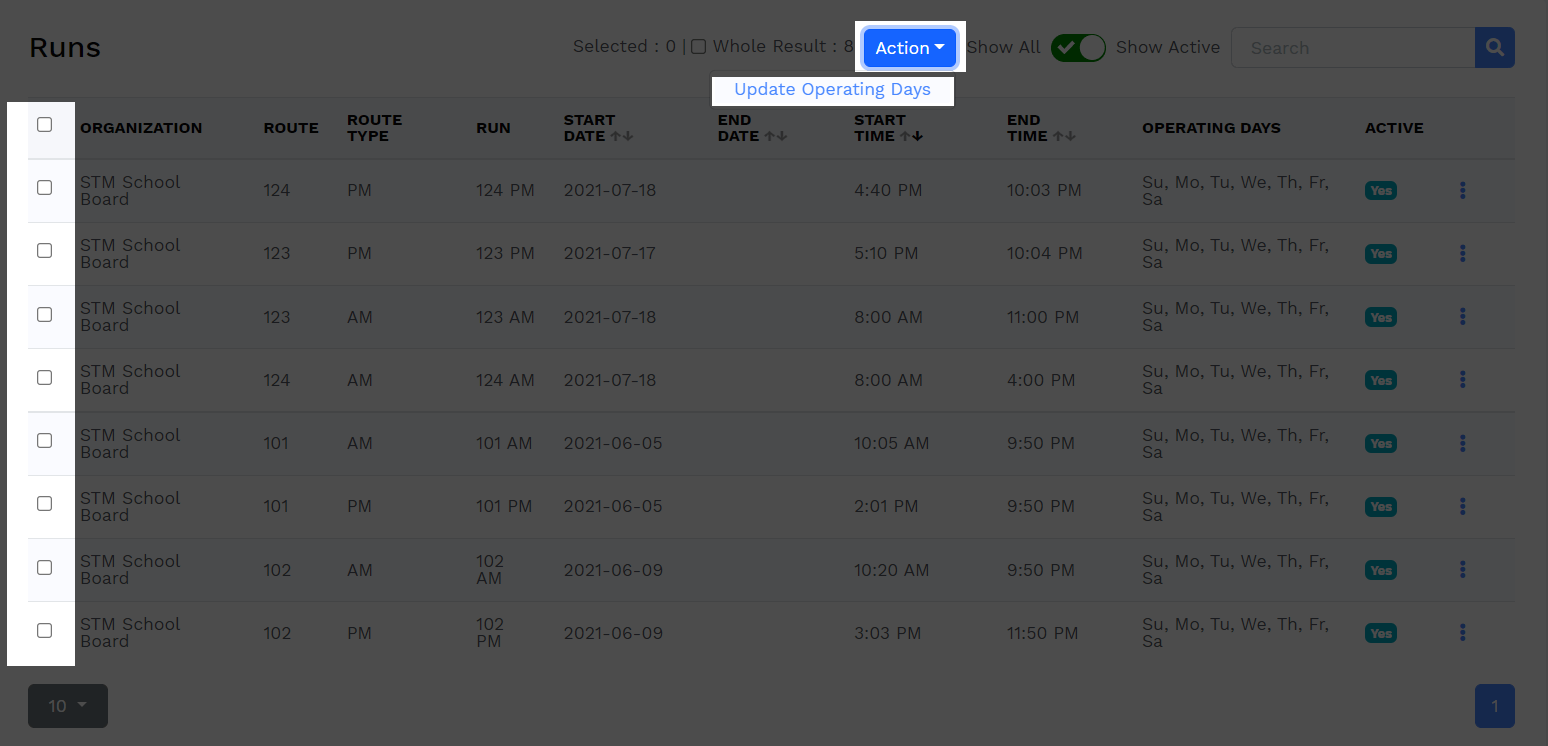 Runs
Selected : 0 | Whole Result : 8
Action
Show All
Show Active
Search
Update Operating Days
ORGANIZATION ROUTE ROUTE TYPE RUN START DATE END DATE START TIME END TIME OPERATING DAYS ACTIVE
STM School Board 124 PM 124 PM 2021-07-18 4:40 PM 10:03 PM Su, Mo, Tu, We, Th, Fr, Sa Yes
STM School Board 123 PM 123 PM 2021-07-17 5:10 PM 10:04 PM Su, Mo, Tu, We, Th, Fr, Sa Yes
STM School Board 123 AM 123 AM 2021-07-18 8:00 AM 11:00 PM Su, Mo, Tu, We, Th, Fr, Sa Yes
STM School Board 124 AM 124 AM 2021-07-18 8:00 AM 4:00 PM Su, Mo, Tu, We, Th, Fr, Sa Yes
STM School Board 101 AM 101 AM 2021-06-05 10:05 AM 9:50 PM Su, Mo, Tu, We, Th, Fr, Sa Yes
STM School Board 101 PM 101 PM 2021-06-05 2:01 PM 9:50 PM Su, Mo, Tu, We, Th, Fr, Sa Yes
STM School Board 102 AM 102 AM 2021-06-09 10:20 AM 9:50 PM Su, Mo, Tu, We, Th, Fr, Sa Yes
STM School Board 102 PM 102 PM 2021-06-09 3:03 PM 11:50 PM Su, Mo, Tu, We, Th, Fr, Sa Yes
10
1